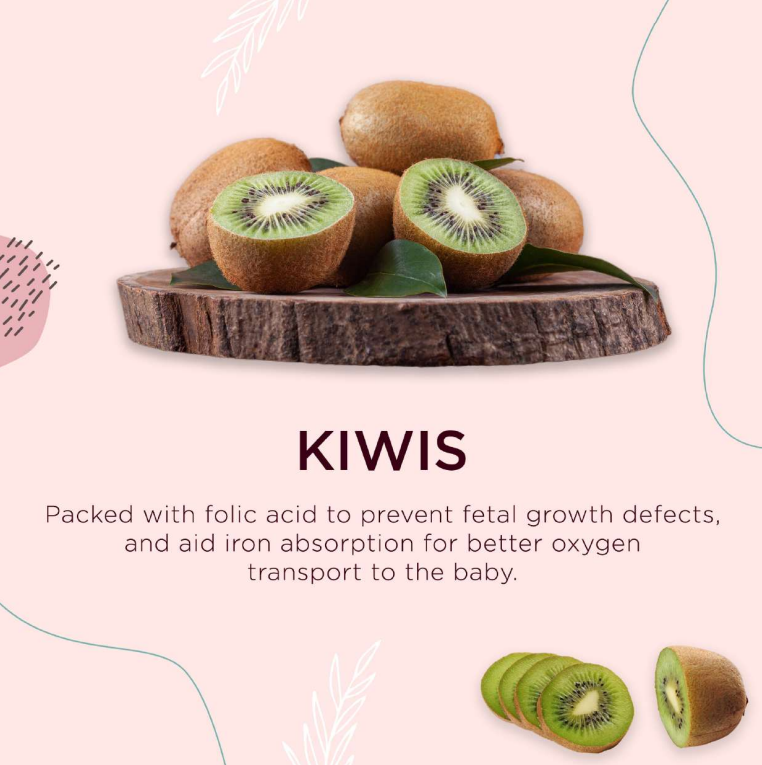 KIWIS
Packed with folic acid to prevent fetal growth defects,
and aid iron absorption for better oxygen
transport to the baby.